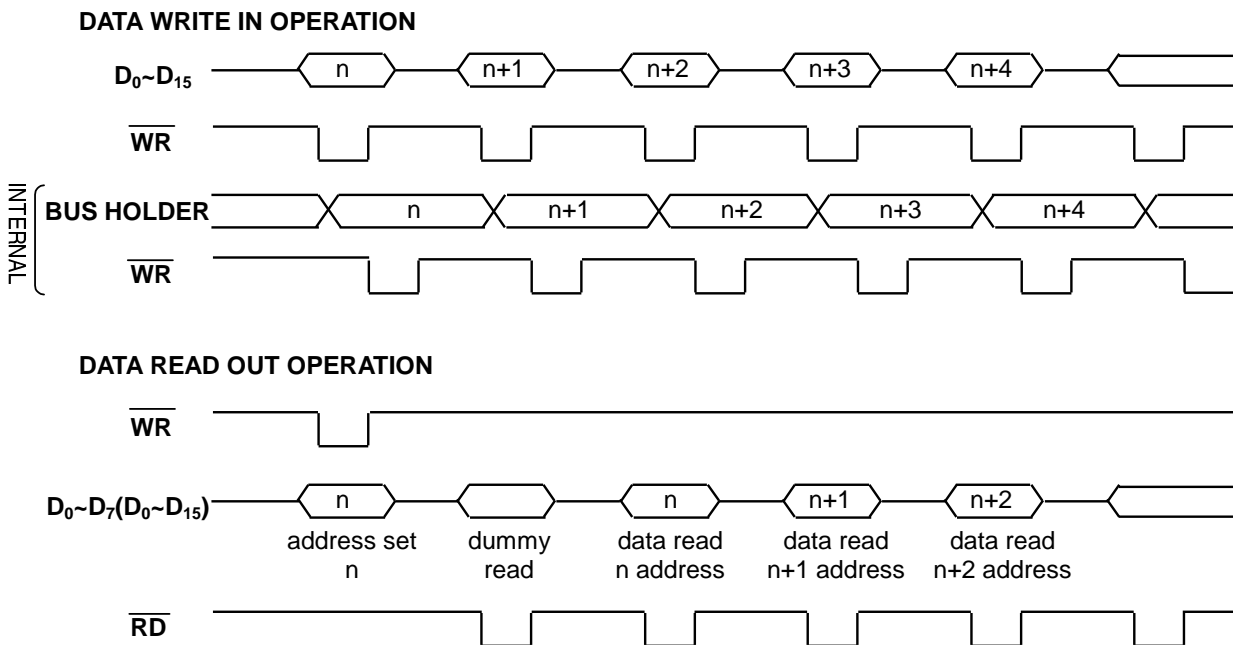 DATA WRITE IN OPERATION
D₀~D₁₅ n n+1 n+2 n+3 n+4
WR
INTERNAL
BUS HOLDER n n+1 n+2 n+3 n+4
WR
DATA READ OUT OPERATION
WR
D₀~D₇(D₀~D₁₅) n n n+1 n+2
address set dummy data read data read data read
n read n address n+1 address n+2 address
RD